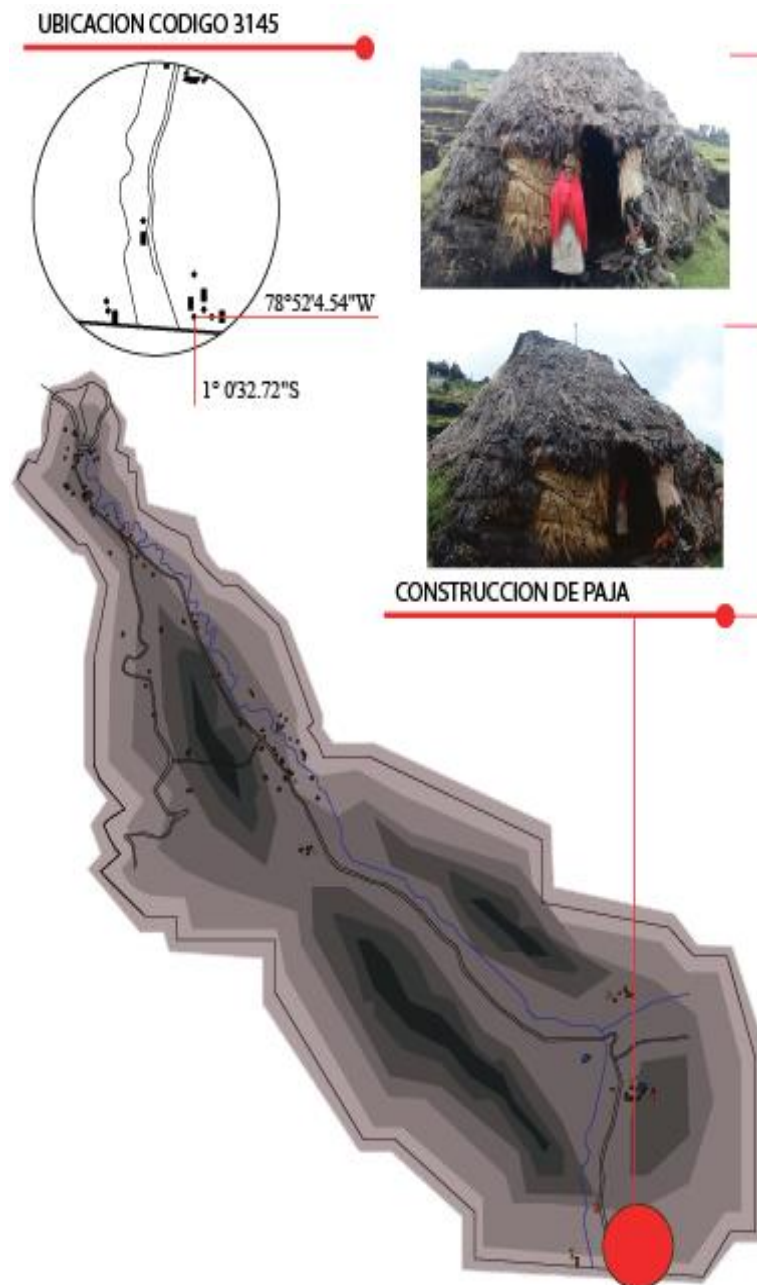 UBICACION CODIGO 3145
78°52'4.54"W
1° 0'32.72"S
CONSTRUCCION DE PAJA